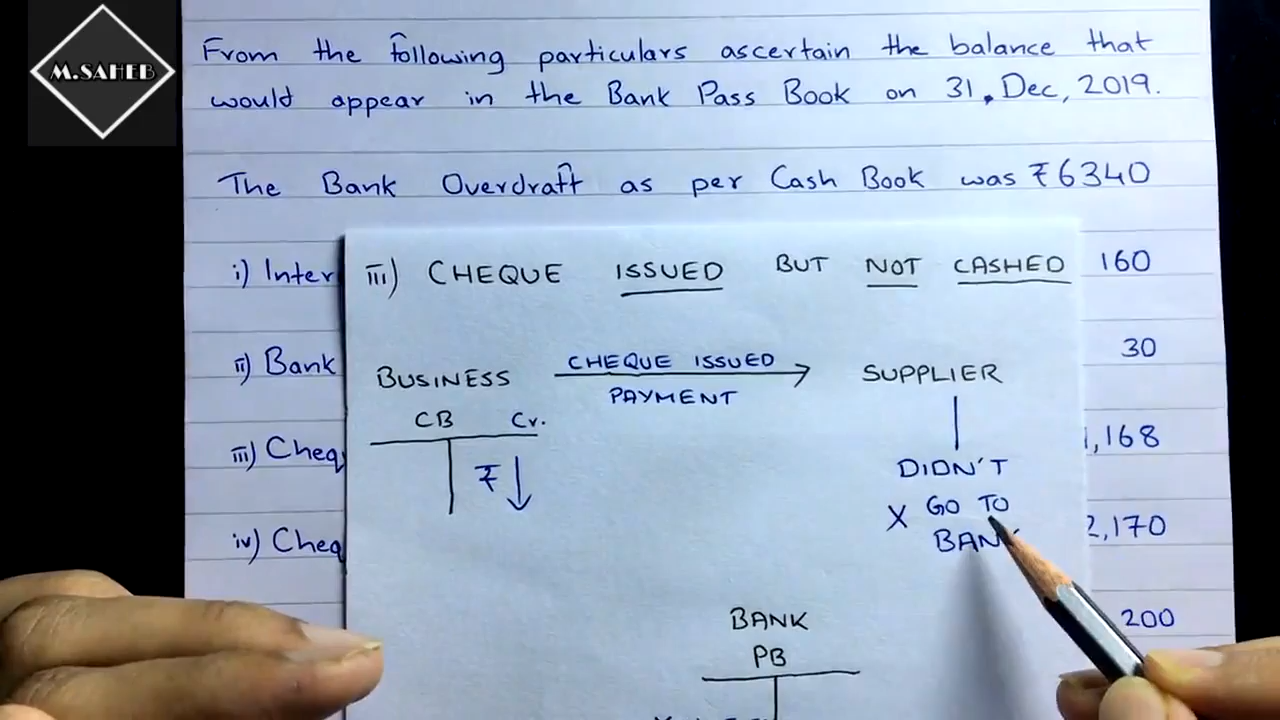 M.SAHEB
From the following particulars ascertain the balance that
would appear in the Bank Pass Book on 31. Dec, 2019.
The Bank Overdraft as per Cash Book was ₹6340
i) Inter 160
ii) Bank 30
iii) Cheq 1,168
iv) Cheq 2,170
200
iii) CHEQUE ISSUED BUT NOT CASHED
BUSINESS CHEQUE ISSUED SUPPLIER
PAYMENT
CB Cr.
₹
DIDN'T
X GO TO
BANK
BANK
PB